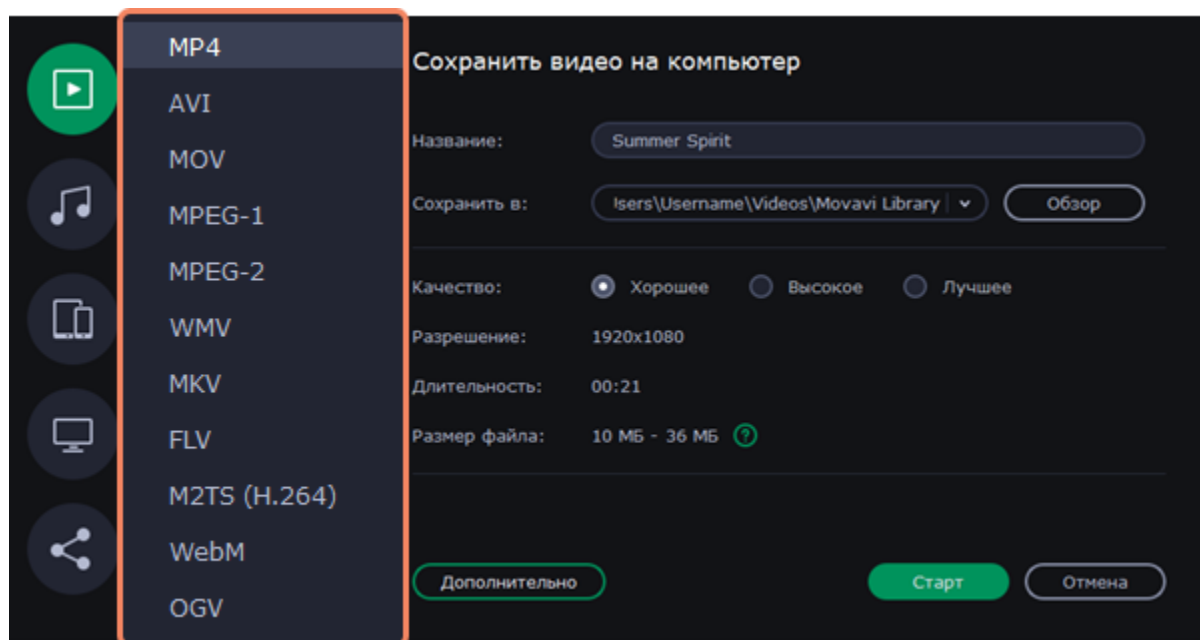 MP4
AVI
MOV
MPEG-1
MPEG-2
WMV
MKV
FLV
M2TS (H.264)
WebM
OGV
Сохранить видео на компьютер
Название: Summer Spirit
Сохранить в: \Username\Videos\Movavi Library Обзор
Качество: Хорошее Высокое Лучшее
Разрешение: 1920x1080
Длительность: 00:21
Размер файла: 10 МБ - 36 МБ ?
Дополнительно Старт Отмена